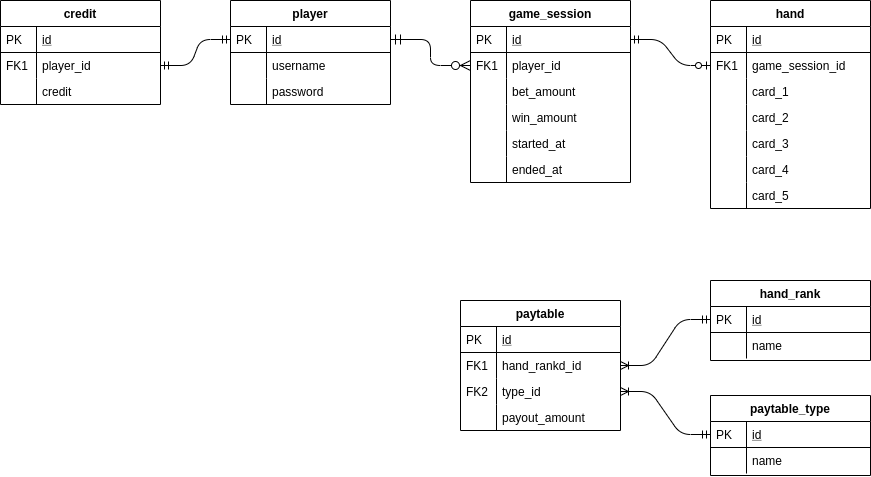 credit
PK id
FK1 player_id
credit
player
PK id
username
password
game_session
PK id
FK1 player_id
bet_amount
win_amount
started_at
ended_at
hand
PK id
FK1 game_session_id
card_1
card_2
card_3
card_4
card_5
paytable
PK id
FK1 hand_rankd_id
FK2 type_id
payout_amount
hand_rank
PK id
name
paytable_type
PK id
name